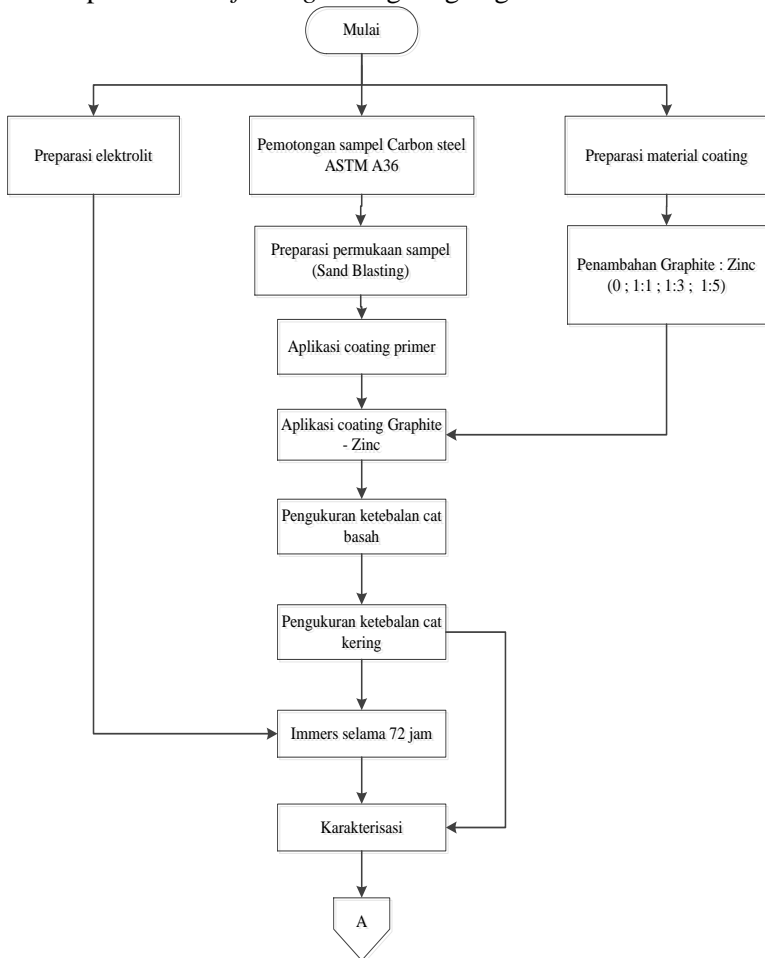 Mulai
Preparasi elektrolit
Pemotongan sampel Carbon steel
ASTM A36
Preparasi material coating
Preparasi permukaan sampel
(Sand Blasting)
Penambahan Graphite : Zinc
(0 ; 1:1 ; 1:3 ; 1:5)
Aplikasi coating primer
Aplikasi coating Graphite
- Zinc
Pengukuran ketebalan cat
basah
Pengukuran ketebalan cat
kering
Immers selama 72 jam
Karakterisasi
A